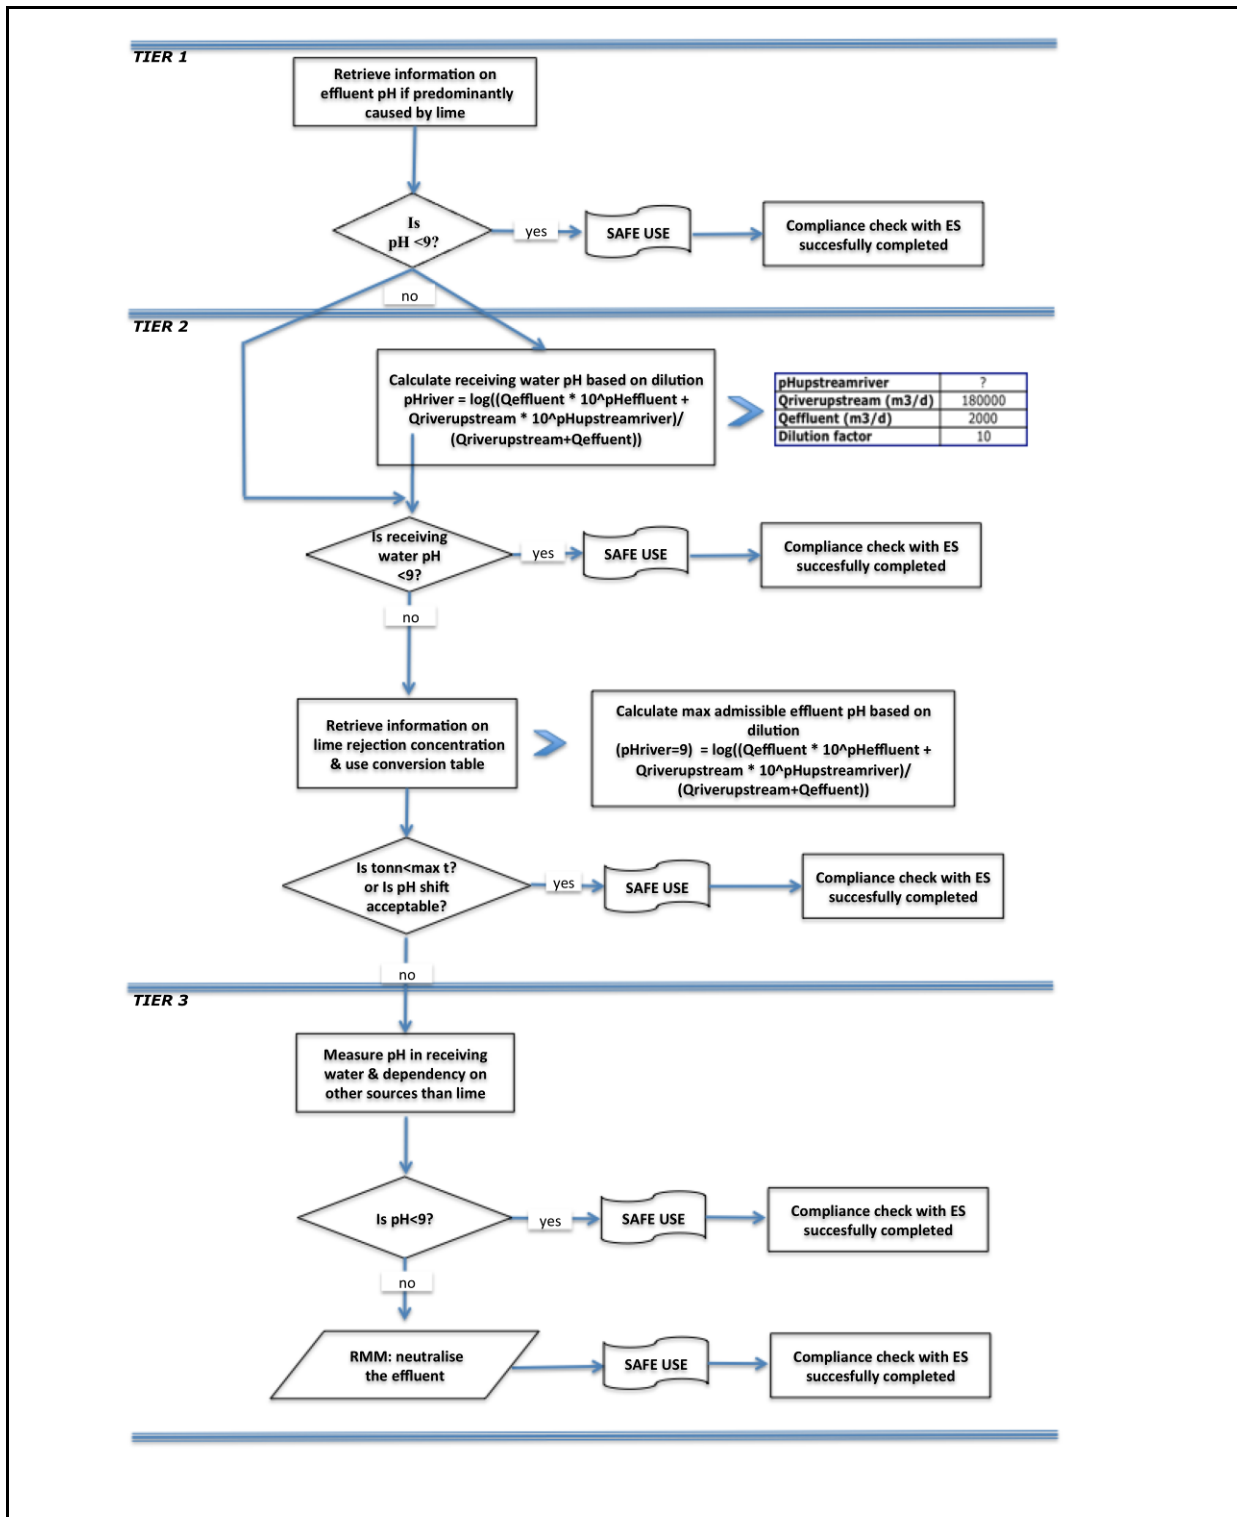 TIER 1
Retrieve information on
effluent pH if predominantly
caused by lime
Is
pH <9?
yes
SAFE USE
Compliance check with ES
succesfully completed
no
TIER 2
Calculate receiving water pH based on dilution
pHriver = log((Qeffluent * 10^pHeffluent +
Qriverupstream * 10^pHupstreamriver)/
(Qriverupstream+Qeffuent))
pHupstreamriver ?
Qriverupstream (m3/d) 180000
Qeffluent (m3/d) 2000
Dilution factor 10
Is receiving
water pH
<9?
yes
SAFE USE
Compliance check with ES
succesfully completed
no
Retrieve information on
lime rejection concentration
& use conversion table
Calculate max admissible effluent pH based on
dilution
(pHriver=9) = log((Qeffluent * 10^pHeffluent +
Qriverupstream * 10^pHupstreamriver)/
(Qriverupstream+Qeffuent))
Is tonn<max t?
or Is pH shift
acceptable?
yes
SAFE USE
Compliance check with ES
succesfully completed
no
TIER 3
Measure pH in receiving
water & dependency on
other sources than lime
Is pH<9?
yes
SAFE USE
Compliance check with ES
succesfully completed
no
RMM: neutralise
the effluent
SAFE USE
Compliance check with ES
succesfully completed